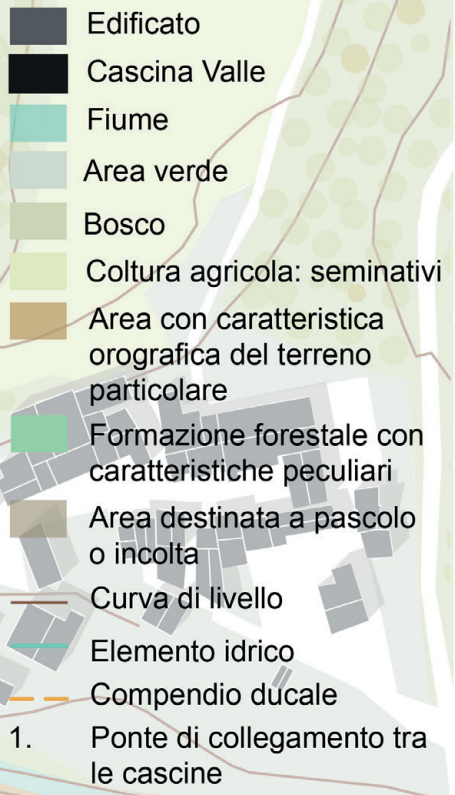 Edificato
Cascina Valle
Fiume
Area verde
Bosco
Coltura agricola: seminativi
Area con caratteristica
orografica del terreno
particolare
Formazione forestale con
caratteristiche peculiari
Area destinata a pascolo
o incolta
Curva di livello
Elemento idrico
Compendio ducale
1. Ponte di collegamento tra
le cascine